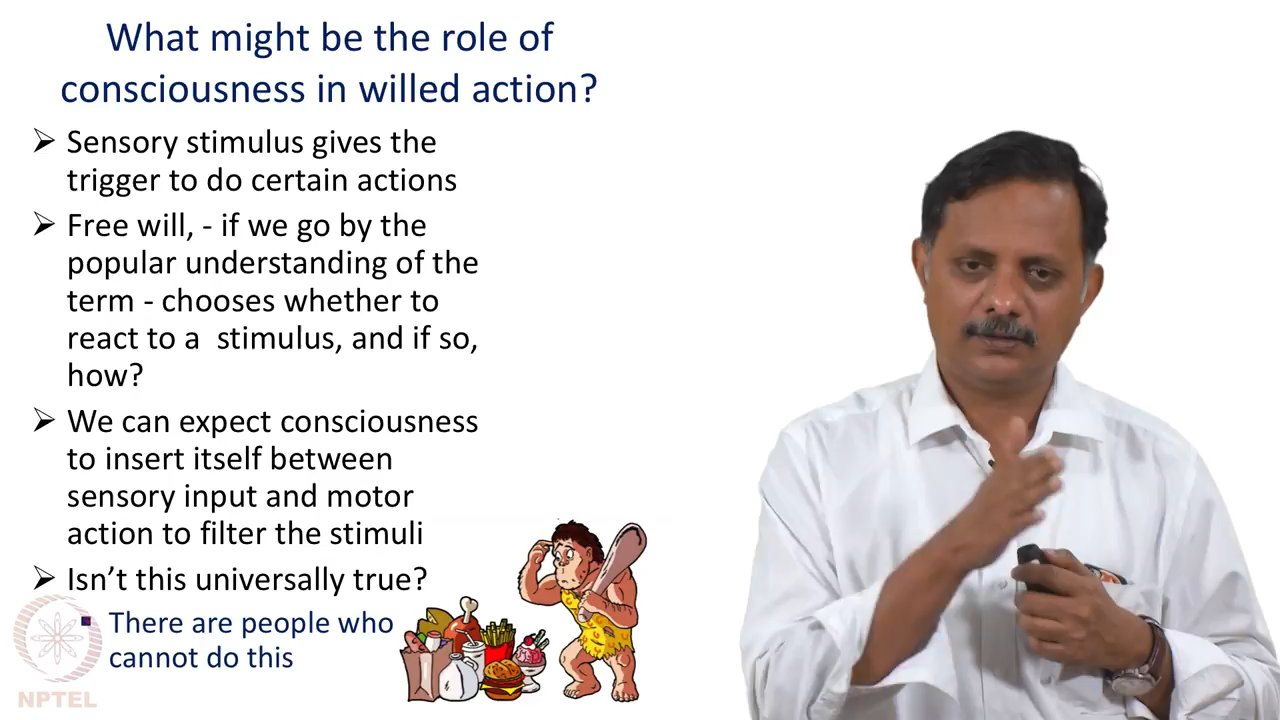 What might be the role of
consciousness in willed action?
➢ Sensory stimulus gives the
trigger to do certain actions
➢ Free will, - if we go by the
popular understanding of the
term - chooses whether to
react to a stimulus, and if so,
how?
➢ We can expect consciousness
to insert itself between
sensory input and motor
action to filter the stimuli
➢ Isn’t this universally true?
▪ There are people who
cannot do this
NPTEL